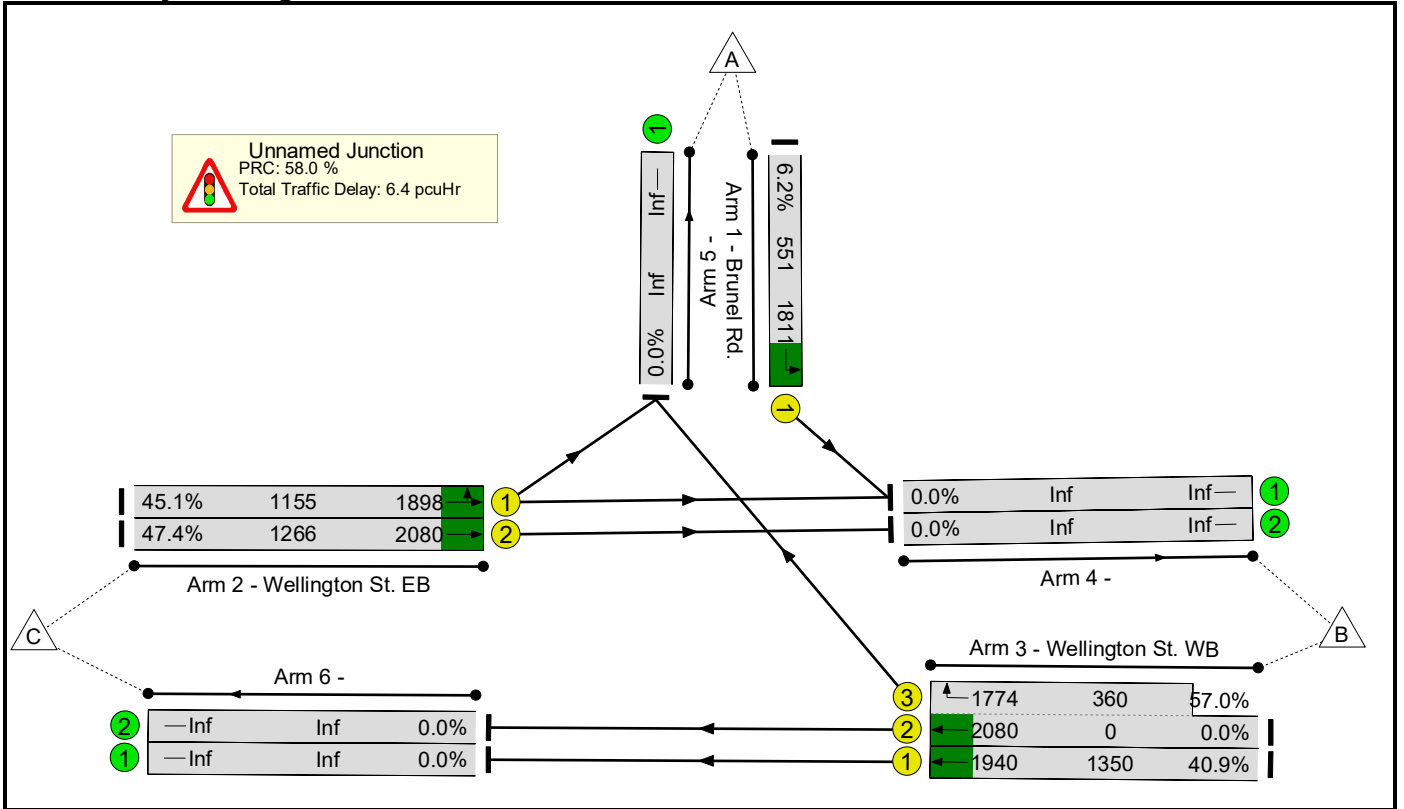 A
Unnamed Junction
PRC: 58.0 %
Total Traffic Delay: 6.4 pcuHr
1
0.0% Inf Inf
Arm 5 -
Arm 1 - Brunel Rd.
6.2% 551 1811
1
45.1% 1155 1898 1
47.4% 1266 2080 2
Arm 2 - Wellington St. EB
0.0% Inf Inf 1
0.0% Inf Inf 2
Arm 4 -
C
B
Arm 6 -
2 Inf Inf 0.0%
1 Inf Inf 0.0%
Arm 3 - Wellington St. WB
3 1774 360 57.0%
2 2080 0 0.0%
1 1940 1350 40.9%